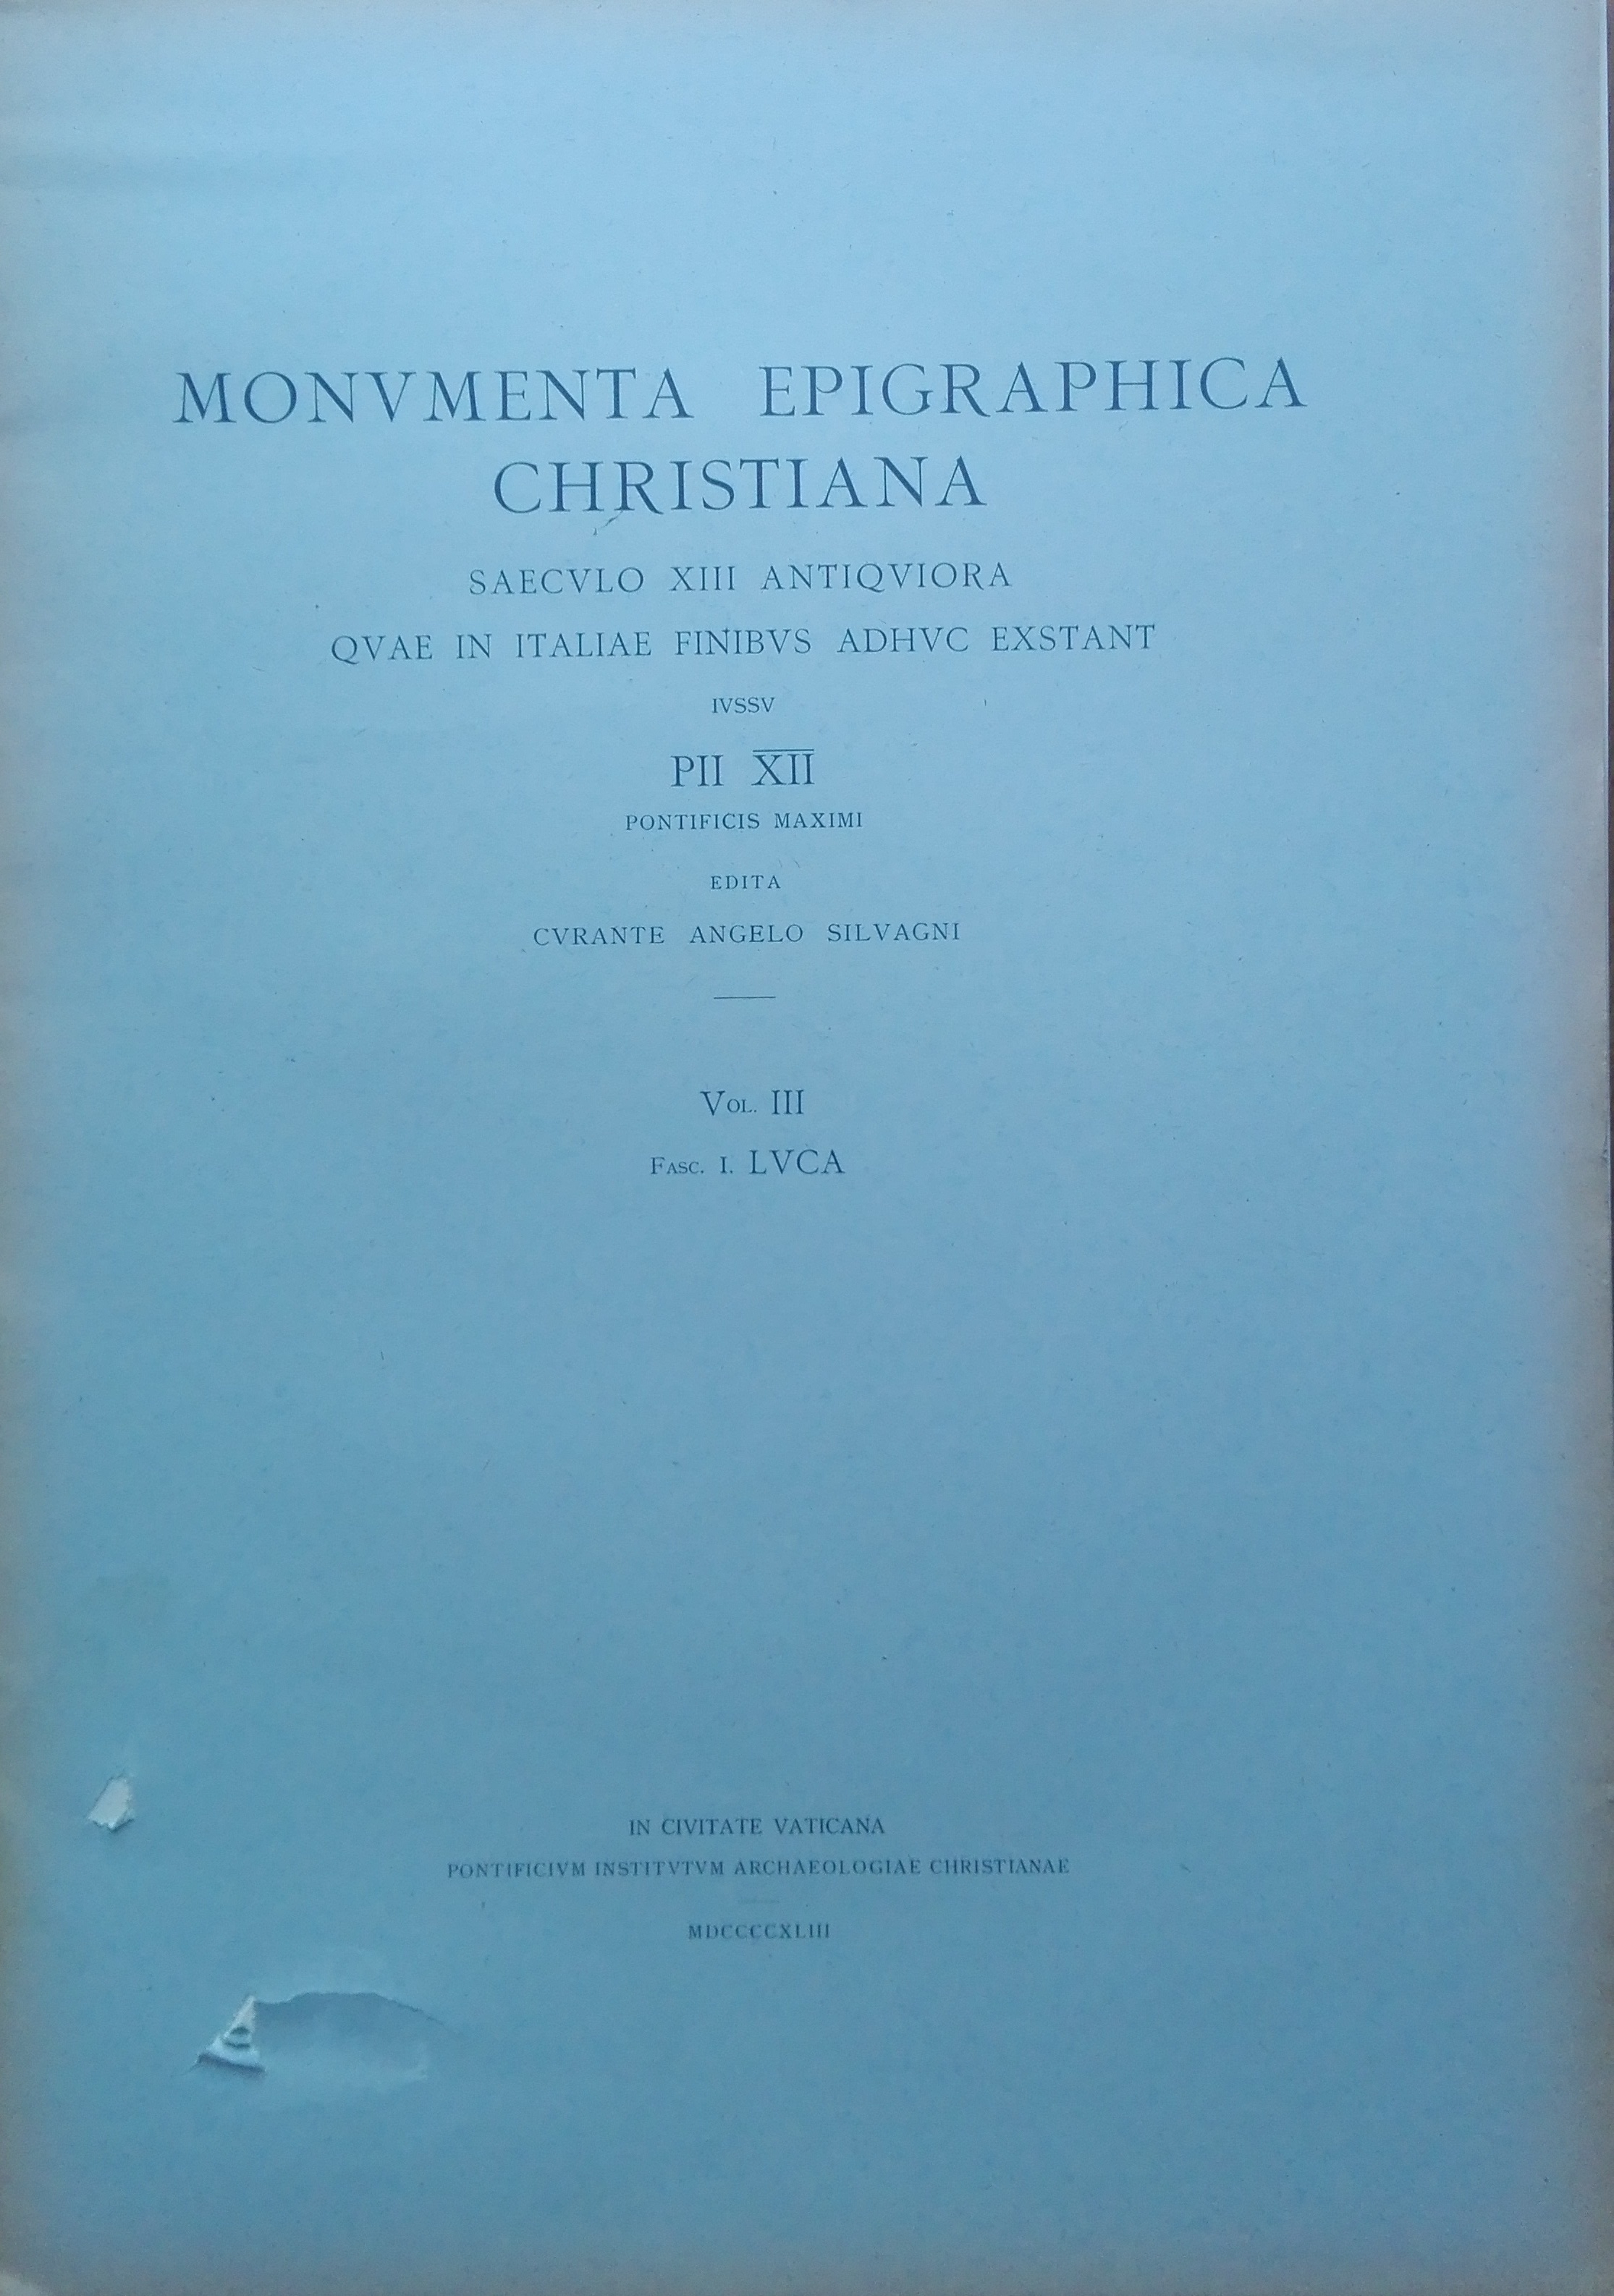 MONVMENTA EPIGRAPHICA
CHRISTIANA
SAECVLO XIII ANTIQVIORA
QVAE IN ITALIAE FINIBVS ADHVC EXSTANT
IVSSV
PII X̅I̅I̅
PONTIFICIS MAXIMI
EDITA
CVRANTE ANGELO SILVAGNI
VOL. III
FASC. I. LVCA
IN CIVITATE VATICANA
PONTIFICIVM INSTITVTVM ARCHAEOLOGIAE CHRISTIANAE
MDCCCCXLIII